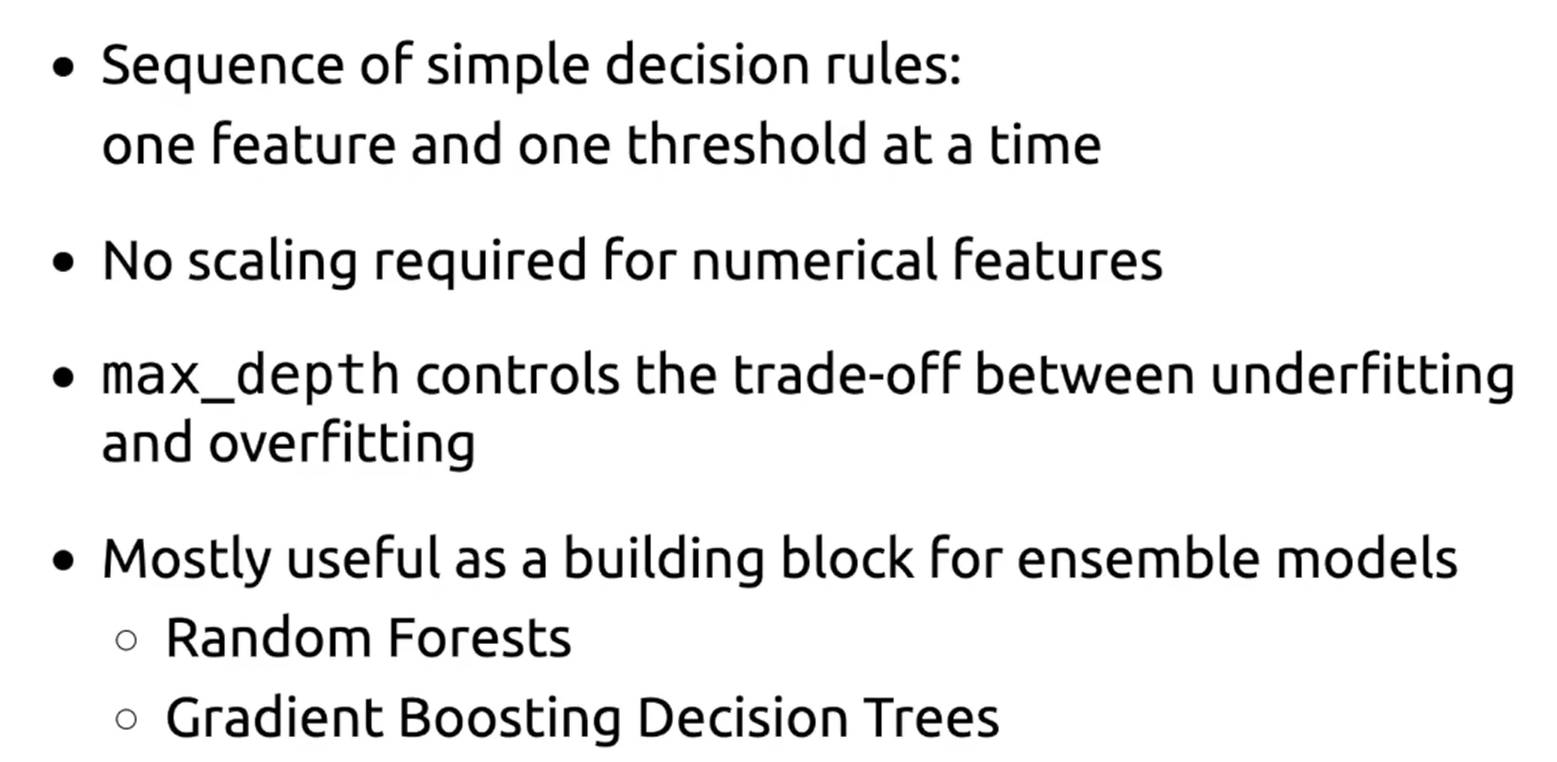 • Sequence of simple decision rules:
one feature and one threshold at a time
• No scaling required for numerical features
• max_depth controls the trade-off between underfitting
and overfitting
• Mostly useful as a building block for ensemble models
○ Random Forests
○ Gradient Boosting Decision Trees